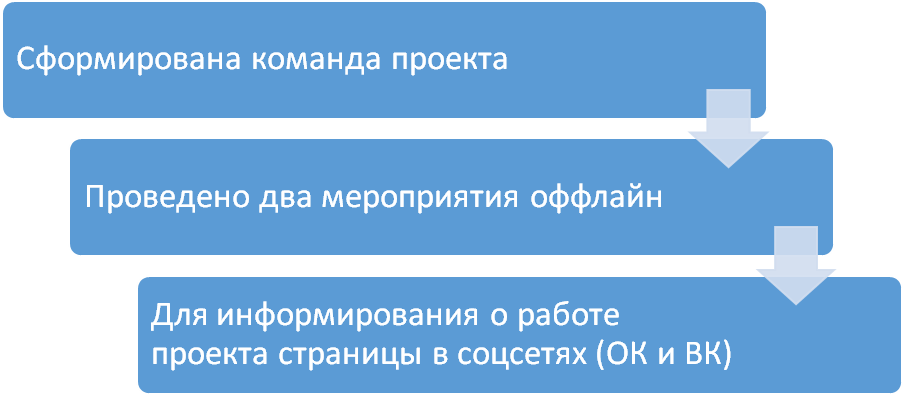 Сформирована команда проекта
Проведено два мероприятия оффлайн
Для информирования о работе
проекта страницы в соцсетях (ОК и ВК)